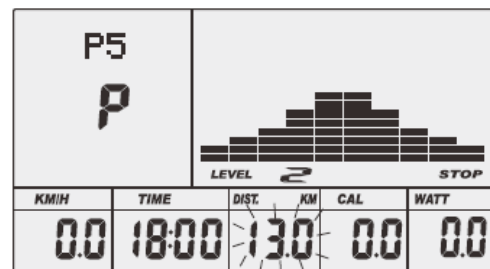 P5
P
LEVEL 2 STOP
KM/H TIME DIST. KM CAL WATT
0.0 18:00 13.0 0.0 0.0